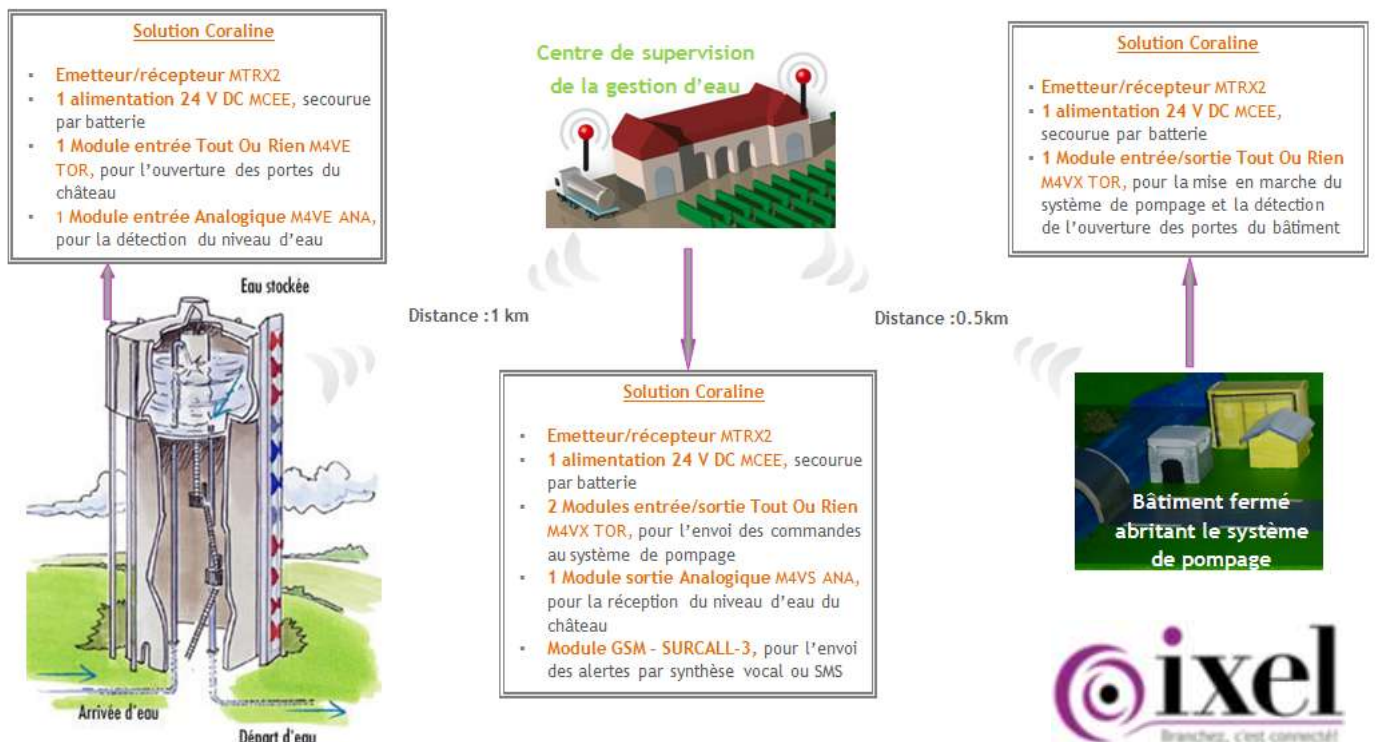 Solution Coraline
▪ Emetteur/récepteur MTRX2
▪ 1 alimentation 24 V DC MCEE, secourue
par batterie
▪ 1 Module entrée Tout Ou Rien M4VE
TOR, pour l'ouverture des portes du
château
▪ 1 Module entrée Analogique M4VE ANA,
pour la détection du niveau d'eau
Centre de supervision
de la gestion d'eau
Solution Coraline
▪ Emetteur/récepteur MTRX2
▪ 1 alimentation 24 V DC MCEE,
secourue par batterie
▪ 1 Module entrée/sortie Tout Ou Rien
M4VX TOR, pour la mise en marche du
système de pompage et la détection
de l'ouverture des portes du bâtiment
Eau stockée
Distance :1 km
Distance :0.5km
Solution Coraline
▪ Emetteur/récepteur MTRX2
▪ 1 alimentation 24 V DC MCEE, secourue
par batterie
▪ 2 Modules entrée/sortie Tout Ou Rien
M4VX TOR, pour l'envoi des commandes
au système de pompage
▪ 1 Module sortie Analogique M4VS ANA,
pour la réception du niveau d'eau du
château
▪ Module GSM - SURCALL-3, pour l'envoi
des alertes par synthèse vocal ou SMS
Bâtiment fermé
abritant le système
de pompage
Arrivée d'eau
Départ d'eau
ixel
Branchez, c'est connecté!